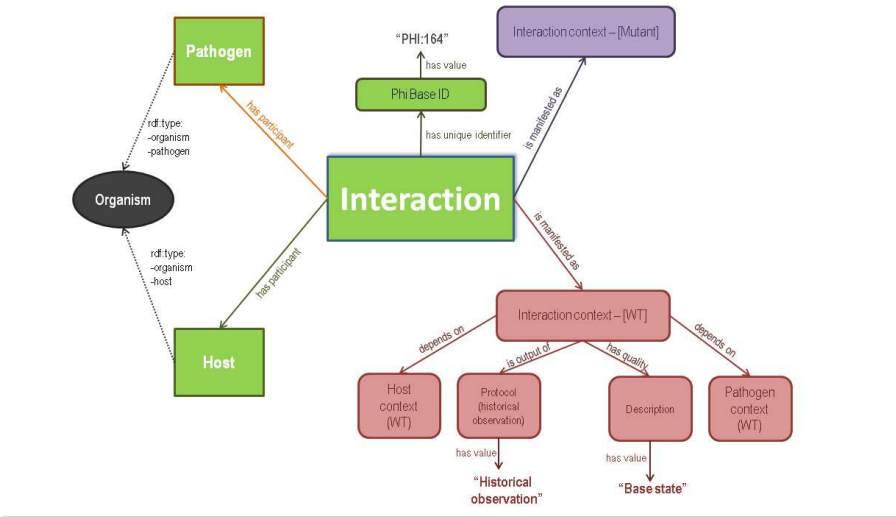 Interaction context – [Mutant]
"PHI:164"
Pathogen
has value
Phi Base ID
rdf:type:
-organism
-pathogen
has participant
has unique identifier
is manifested as
Organism
Interaction
rdf:type:
-organism
-host
has participant
is manifested as
Interaction context – [WT]
Host
depends on
is output of
has quality
depends on
Host
context
(WT)
Protocol
(historical
observation)
Description
Pathogen
context
(WT)
has value
has value
"Historical
observation"
"Base state"